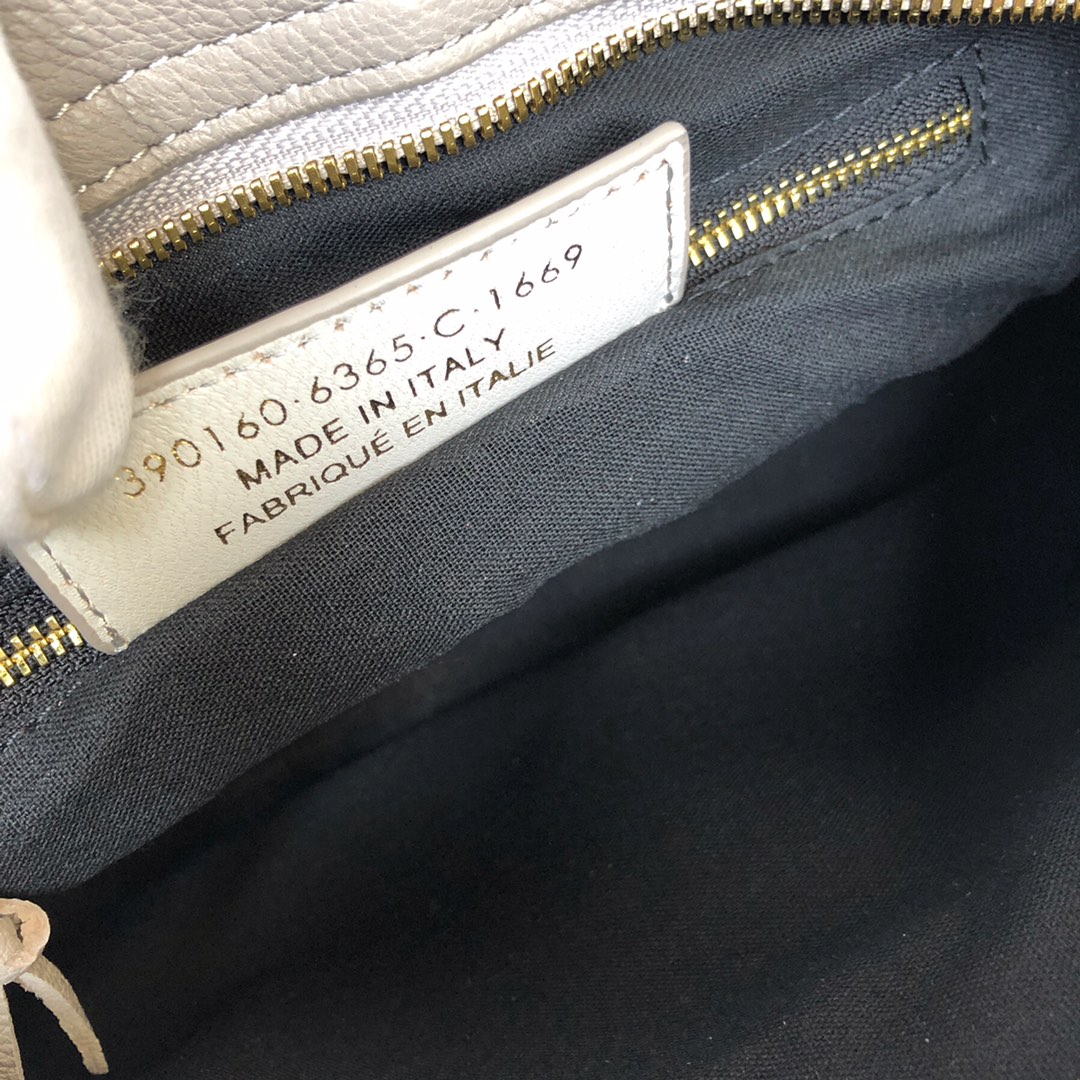 390160·6365·C·1669
MADE IN ITALY
FABRIQUÉ EN ITALIE